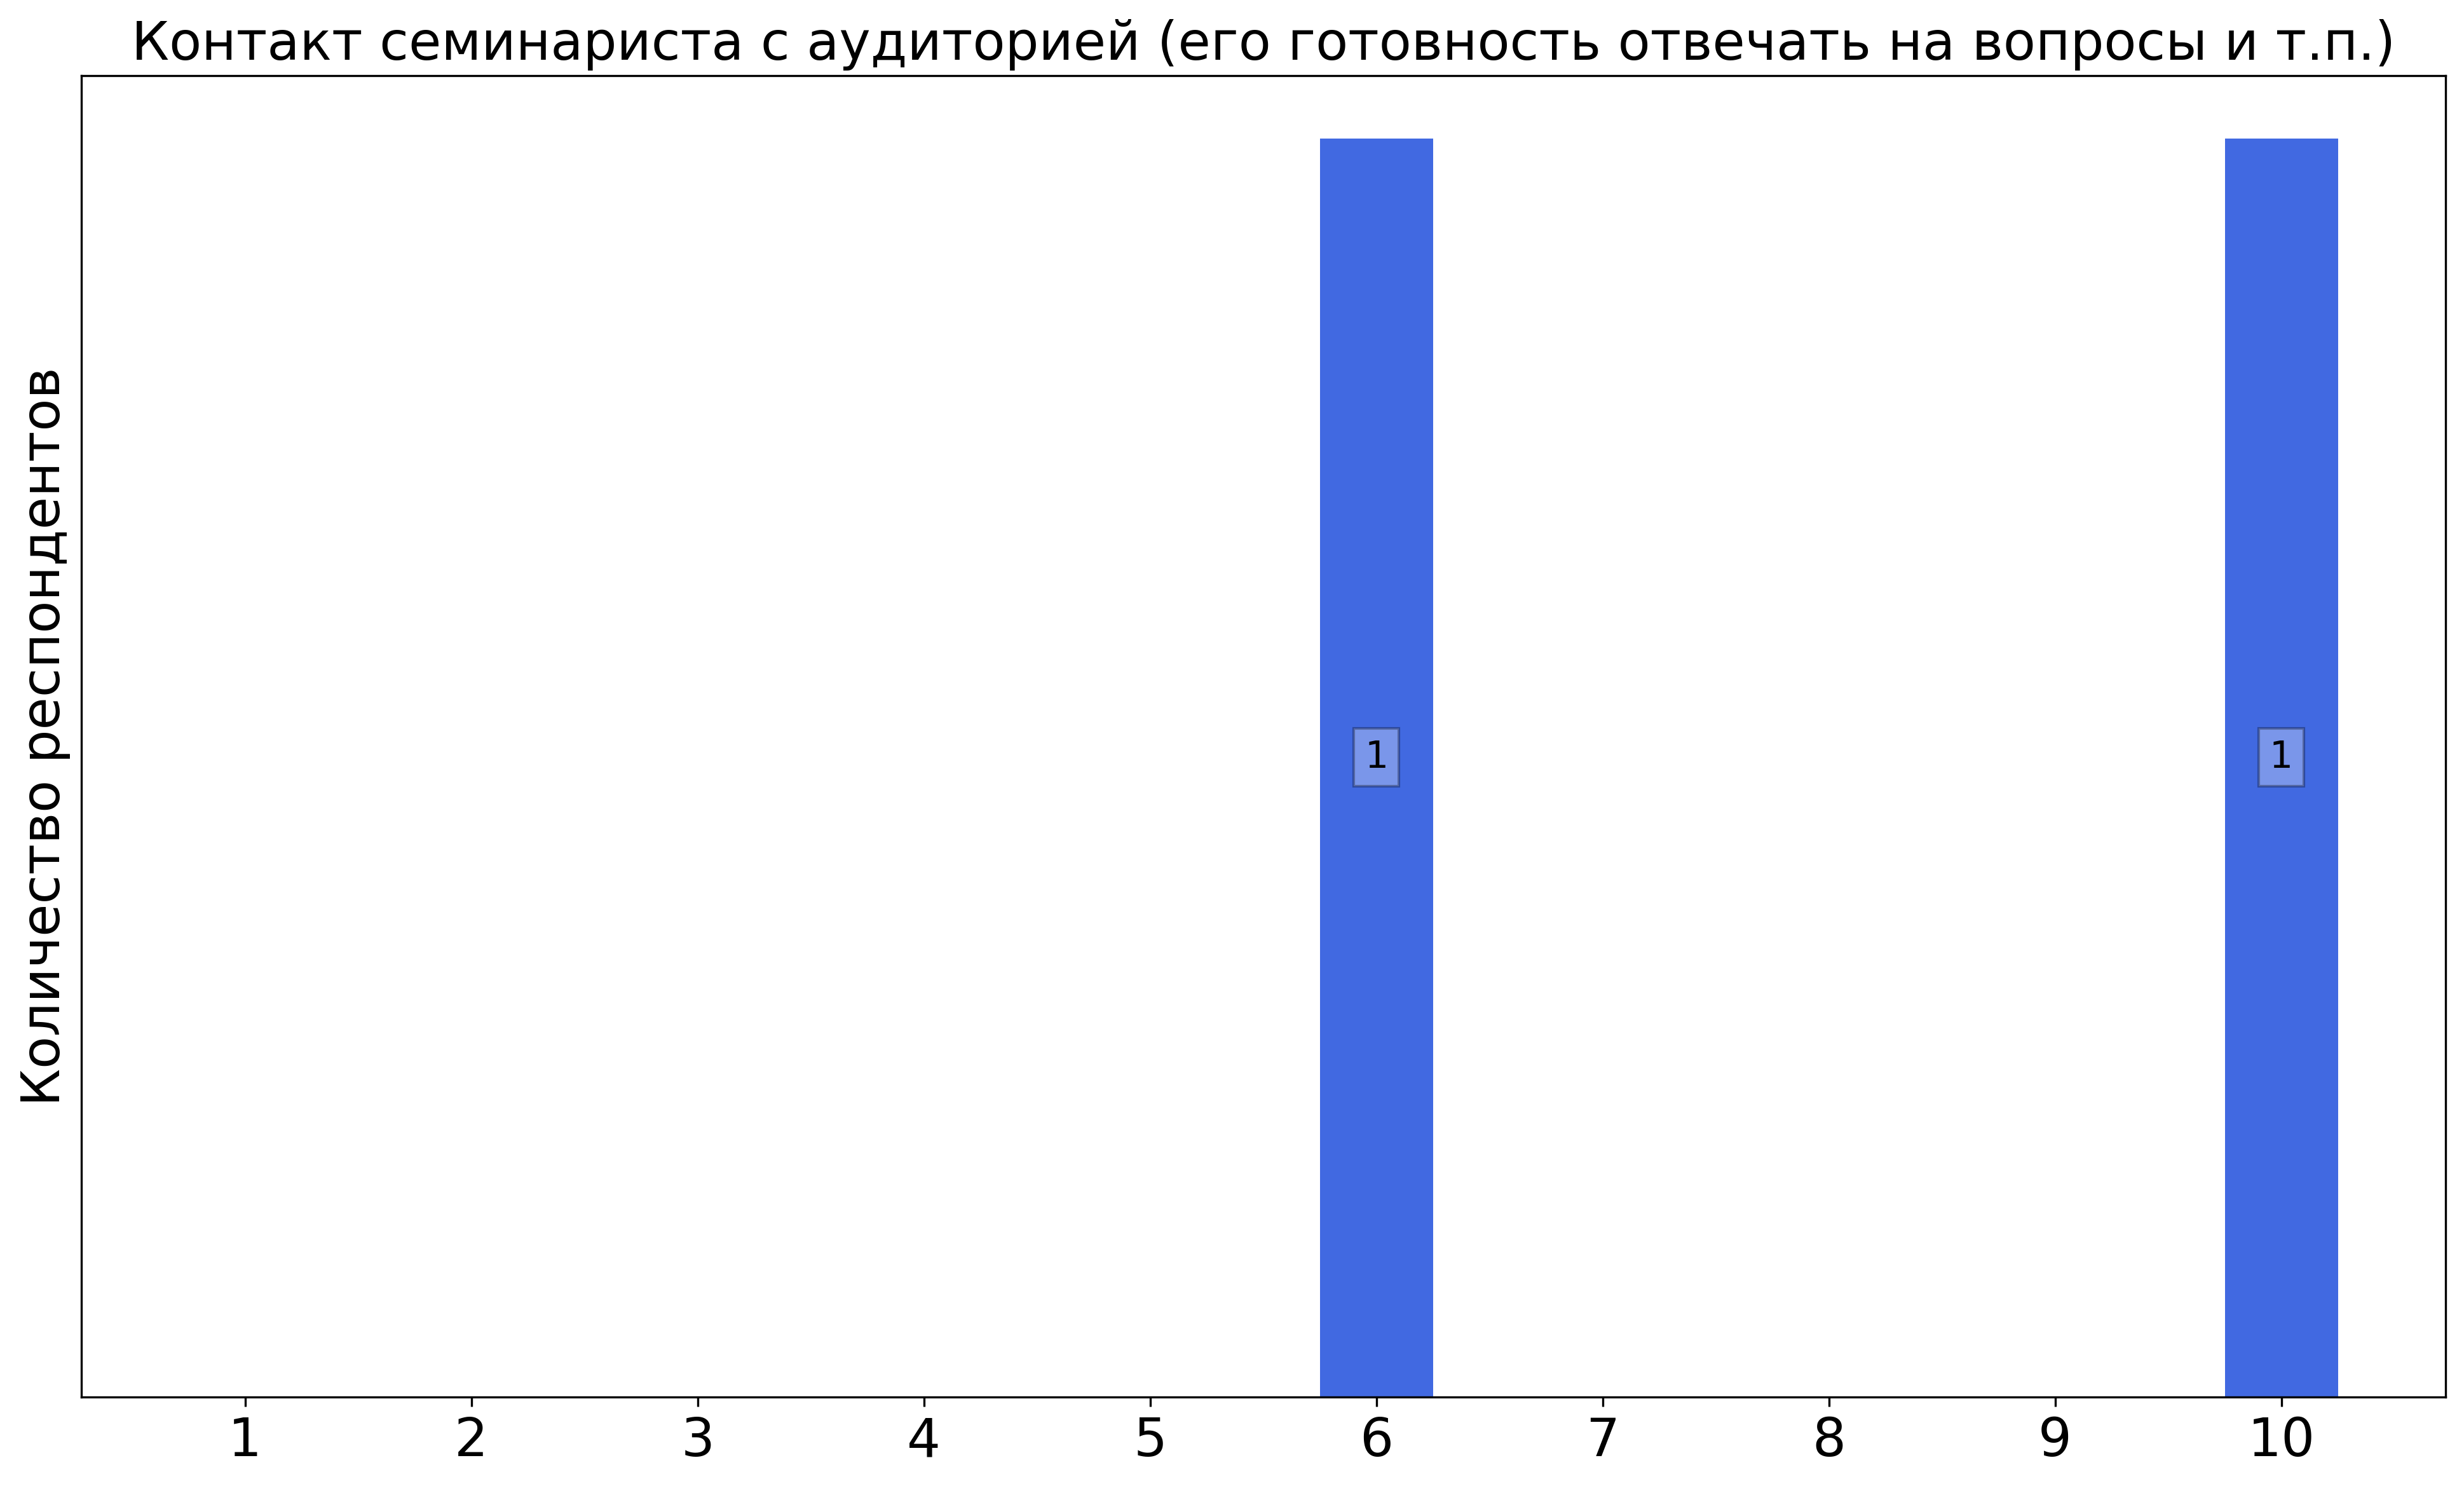 Контакт семинариста с аудиторией (его готовность отвечать на вопросы и т.п.)
Количество респондентов
1
1
1 2 3 4 5 6 7 8 9 10